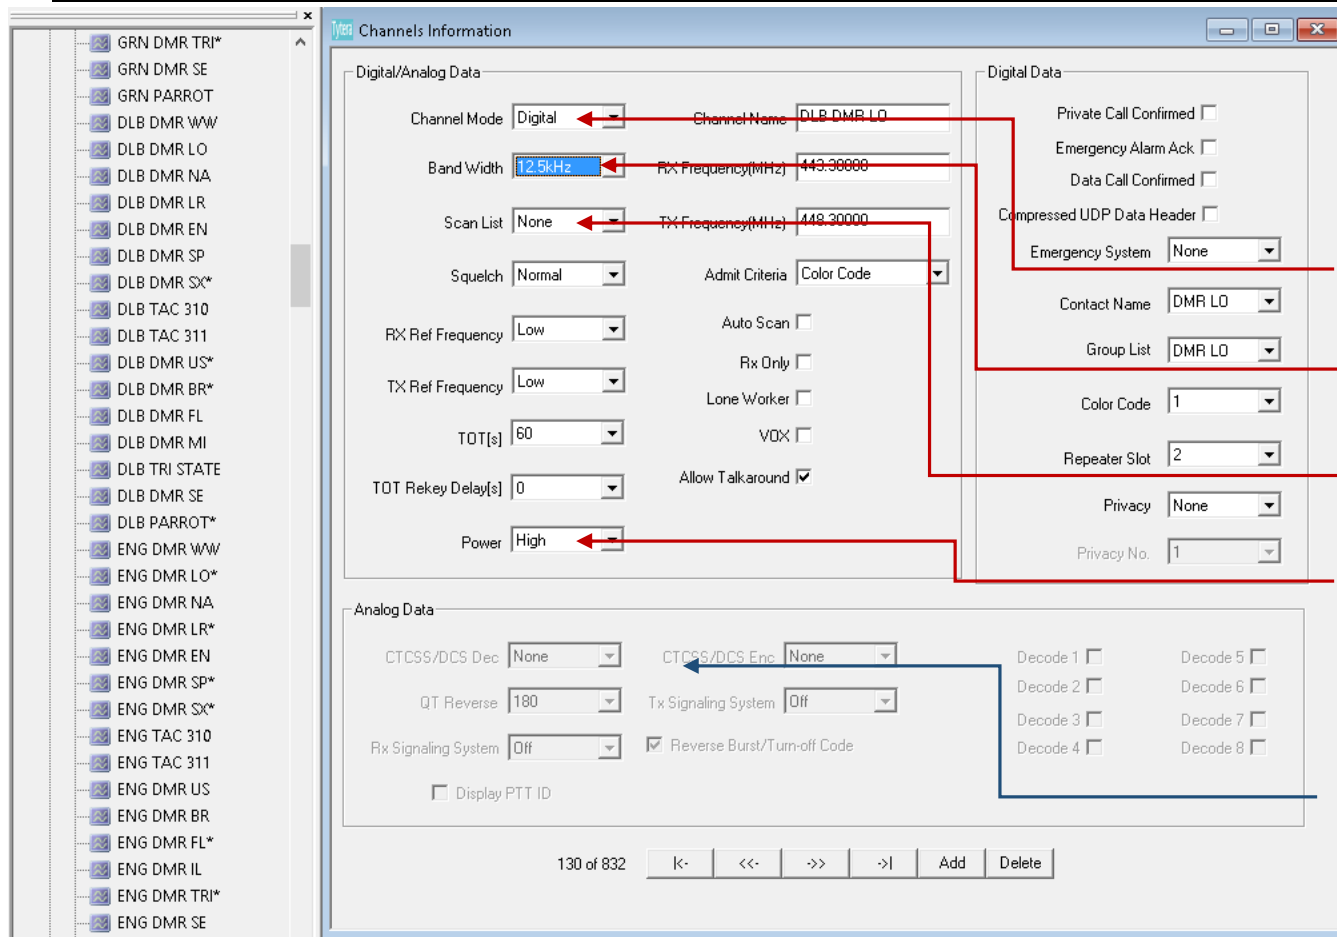 GRN DMR TRI*
GRN DMR SE
GRN PARROT
DLB DMR WW
DLB DMR LO
DLB DMR NA
DLB DMR LR
DLB DMR EN
DLB DMR SP
DLB DMR SX*
DLB TAC 310
DLB TAC 311
DLB DMR US*
DLB DMR BR*
DLB DMR FL
DLB DMR MI
DLB TRI STATE
DLB DMR SE
DLB PARROT*
ENG DMR WW
ENG DMR LO*
ENG DMR NA
ENG DMR LR*
ENG DMR EN
ENG DMR SP*
ENG DMR SX*
ENG TAC 310
ENG TAC 311
ENG DMR US
ENG DMR BR
ENG DMR FL*
ENG DMR IL
ENG DMR TRI*
ENG DMR SE
Tytera Channels Information
Digital/Analog Data
Channel Mode Digital Channel Name DLB DMR LO
Band Width 12.5kHz RX Frequency(MHz) 443.30000
Scan List None TX Frequency(MHz) 448.30000
Squelch Normal Admit Criteria Color Code
RX Ref Frequency Low Auto Scan
Rx Only
TX Ref Frequency Low
Lone Worker
TOT[s] 60 VOX
TOT Rekey Delay[s] 0 Allow Talkaround
Power High
Digital Data
Private Call Confirmed
Emergency Alarm Ack
Data Call Confirmed
Compressed UDP Data Header
Emergency System None
Contact Name DMR LO
Group List DMR LO
Color Code 1
Repeater Slot 2
Privacy None
Privacy No. 1
Analog Data
CTCSS/DCS Dec None CTCSS/DCS Enc None Decode 1 Decode 5
QT Reverse 180 Tx Signaling System Off Decode 2 Decode 6
Decode 3 Decode 7
Rx Signaling System Off Reverse Burst/Turn-off Code Decode 4 Decode 8
Display PTT ID
130 of 832 |<- <<- ->> ->| Add Delete